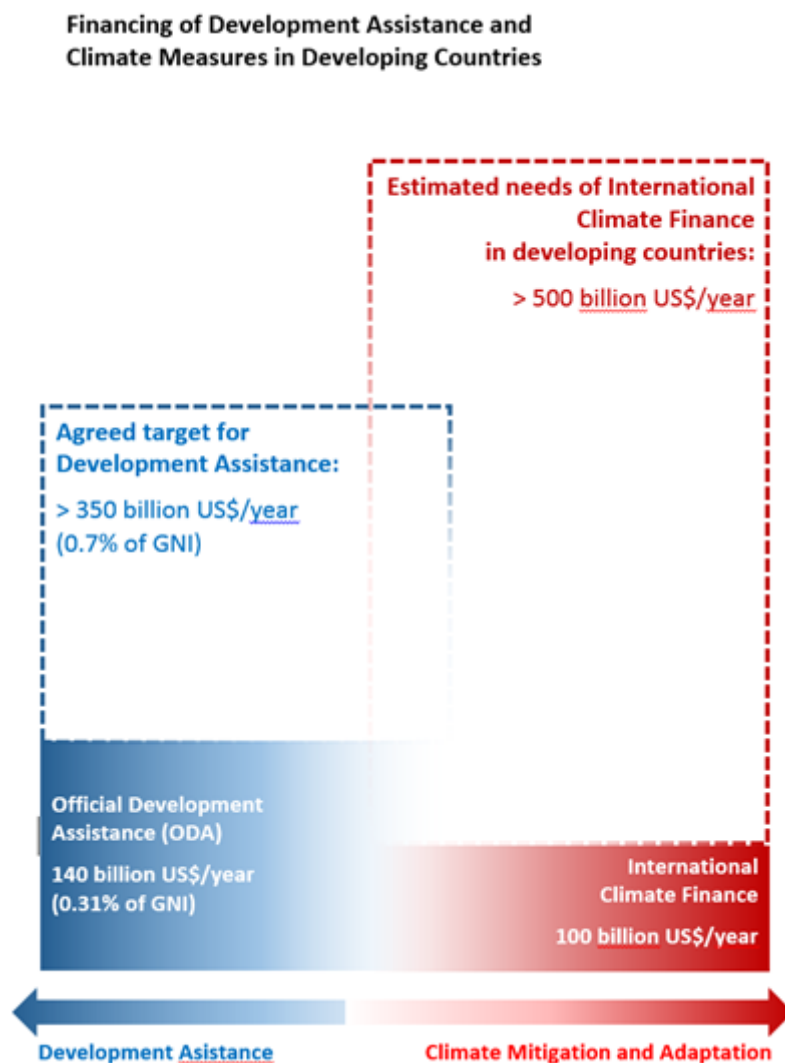 Financing of Development Assistance and
Climate Measures in Developing Countries
Estimated needs of International
Climate Finance
in developing countries:
> 500 billion US$/year
Agreed target for
Development Assistance:
> 350 billion US$/year
(0.7% of GNI)
Official Development
Assistance (ODA)
140 billion US$/year
(0.31% of GNI)
International
Climate Finance
100 billion US$/year
Development Asistance
Climate Mitigation and Adaptation